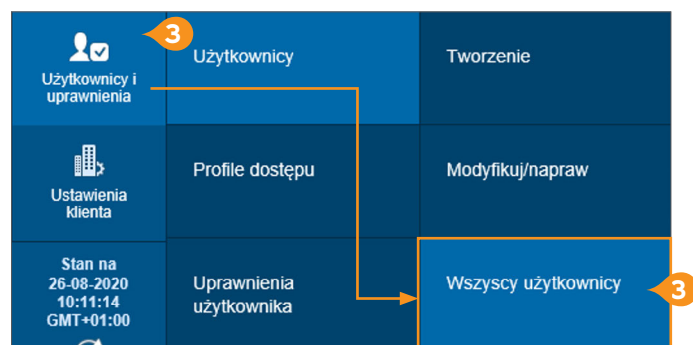 3
Użytkownicy i
uprawnienia
Użytkownicy
Tworzenie
Ustawienia
klienta
Profile dostępu
Modyfikuj/napraw
Stan na
26-08-2020
10:11:14
GMT+01:00
Uprawnienia
użytkownika
Wszyscy użytkownicy
3